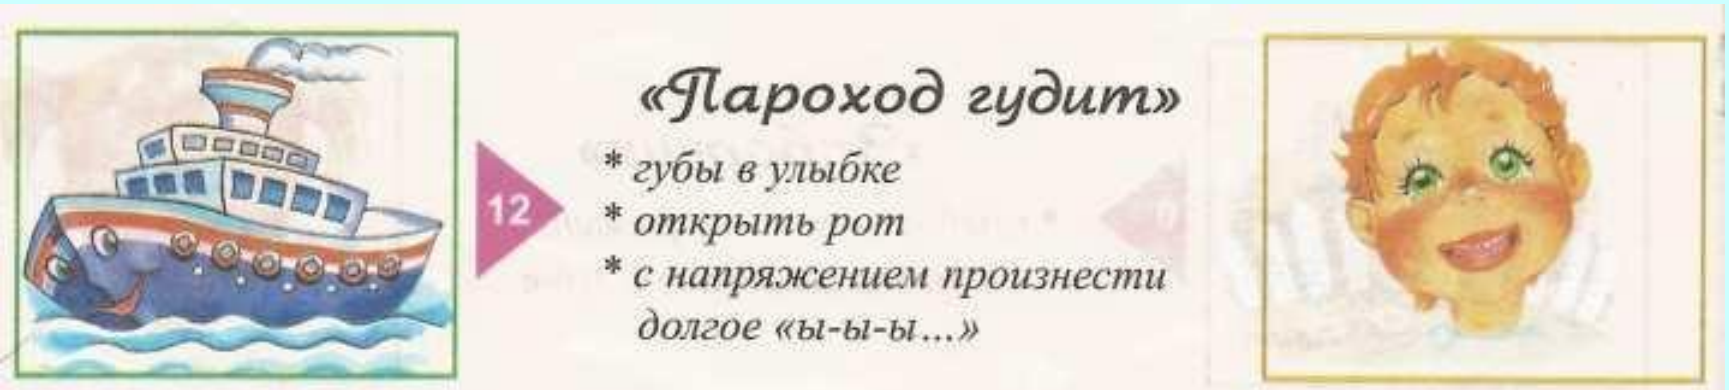 «Пароход гудит»
12
* губы в улыбке
* открыть рот
* с напряжением произнести
долгое «ы-ы-ы...»